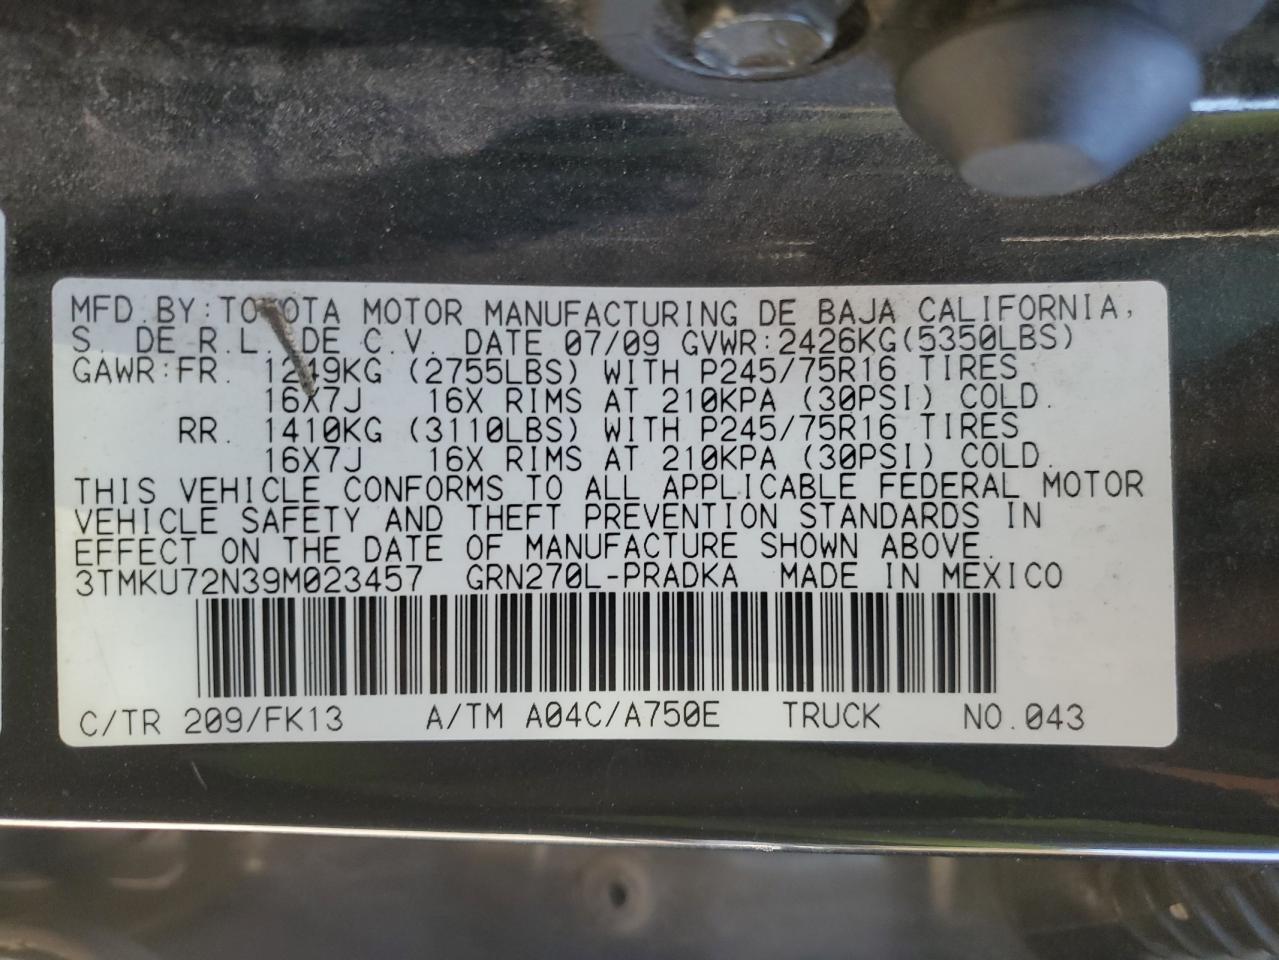 MFD. BY: TOYOTA MOTOR MANUFACTURING DE BAJA CALIFORNIA,
S. DE R.L. DE C.V. DATE 07/09 GVWR: 2426KG(5350LBS)
GAWR: FR. 1249KG (2755LBS) WITH P245/75R16 TIRES
16X7J 16X RIMS AT 210KPA (30PSI) COLD.
RR. 1410KG (3110LBS) WITH P245/75R16 TIRES
16X7J 16X RIMS AT 210KPA (30PSI) COLD.
THIS VEHICLE CONFORMS TO ALL APPLICABLE FEDERAL MOTOR
VEHICLE SAFETY AND THEFT PREVENTION STANDARDS IN
EFFECT ON THE DATE OF MANUFACTURE SHOWN ABOVE.
3TMKU72N39M023457 GRN270L-PRADKA MADE IN MEXICO
C/TR 209/FK13 A/TM A04C/A750E TRUCK NO.043